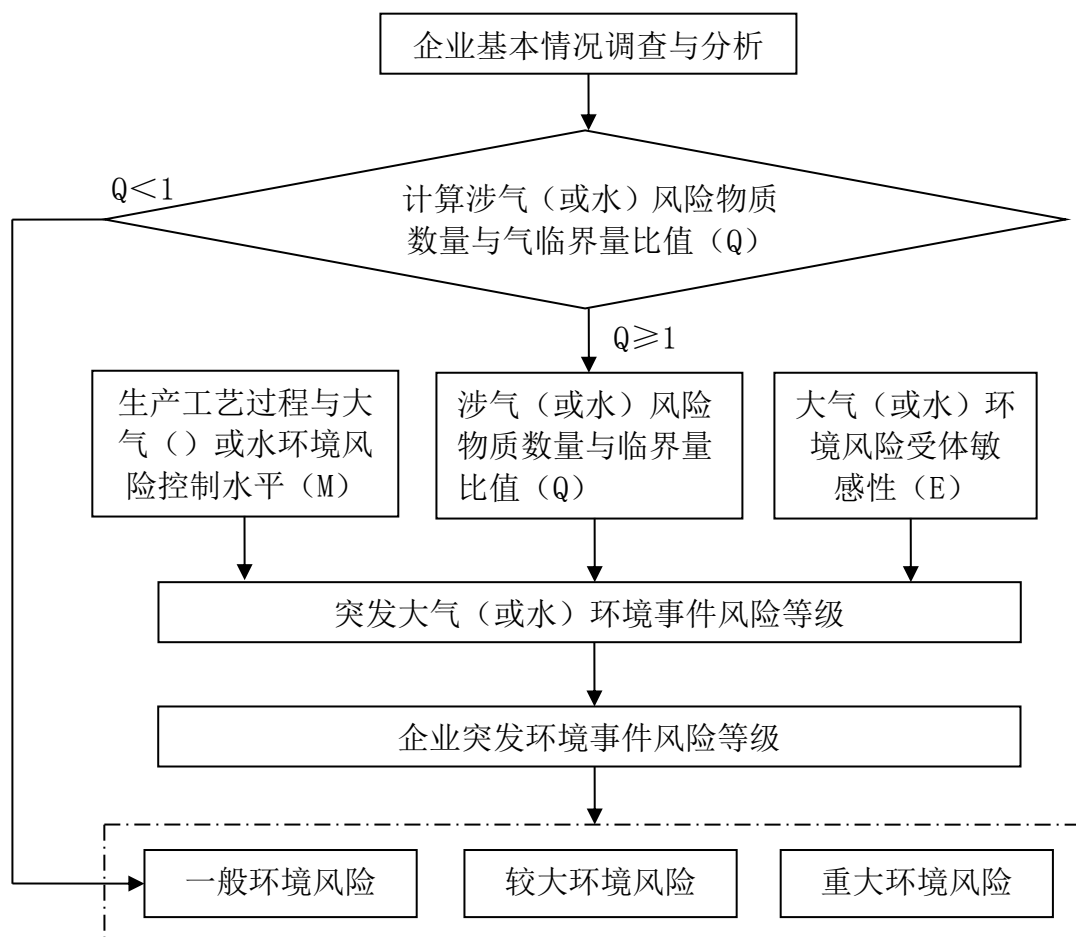 企业基本情况调查与分析
Q＜1
计算涉气（或水）风险物质
数量与气临界量比值（Q）
Q≥1
生产工艺过程与大
气（）或水环境风
险控制水平（M）
涉气（或水）风险
物质数量与临界量
比值（Q）
大气（或水）环
境风险受体敏
感性（E）
突发大气（或水）环境事件风险等级
企业突发环境事件风险等级
一般环境风险
较大环境风险
重大环境风险